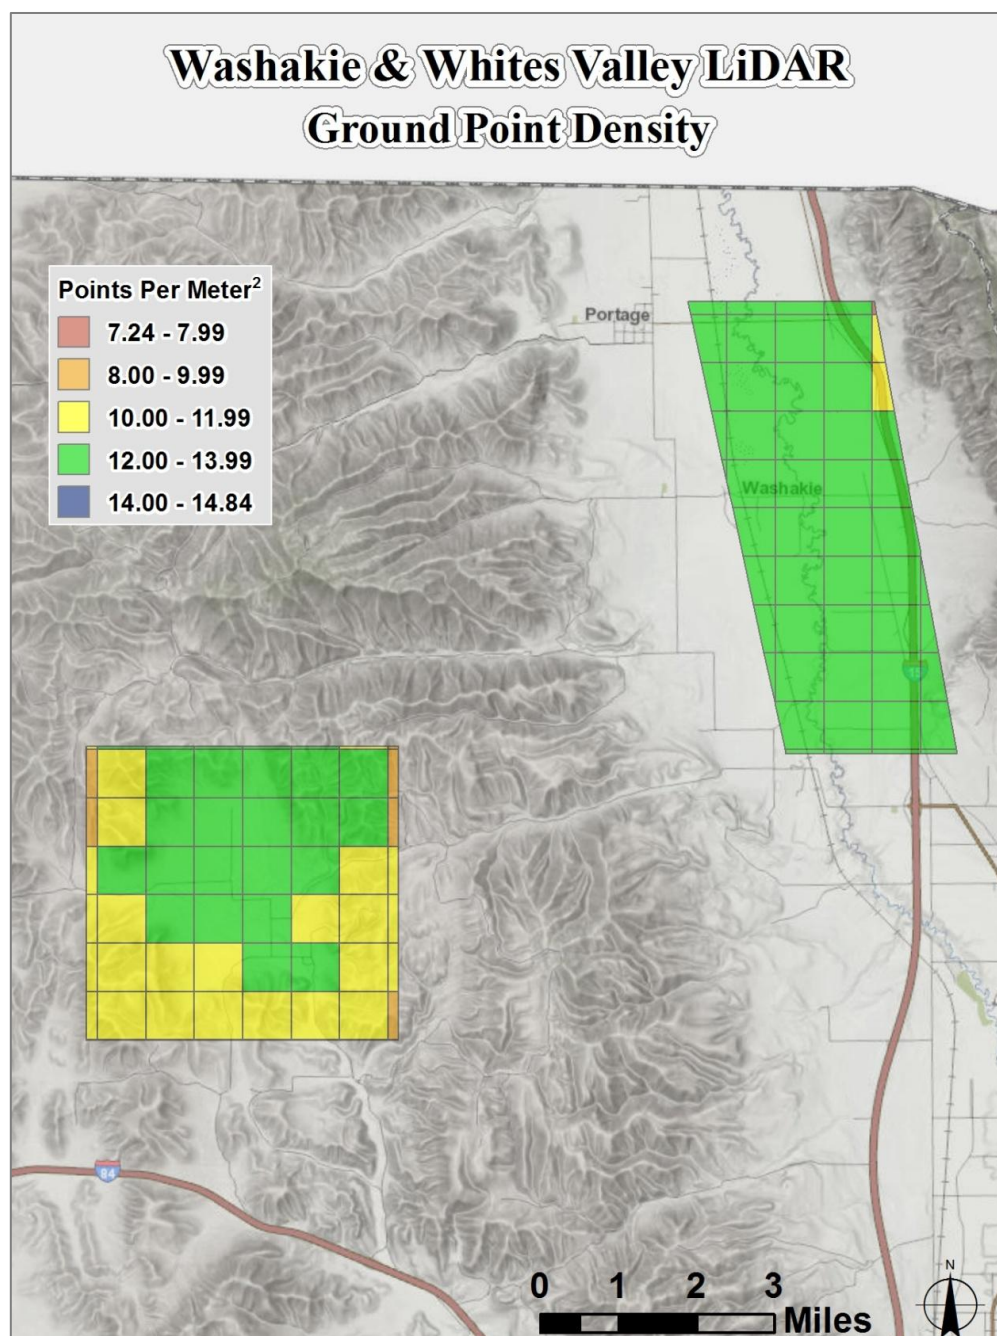 Washakie & Whites Valley LiDAR
Ground Point Density
Points Per Meter²
7.24 - 7.99
8.00 - 9.99
10.00 - 11.99
12.00 - 13.99
14.00 - 14.84
Portage
Washakie
15
84
0 1 2 3
Miles
N